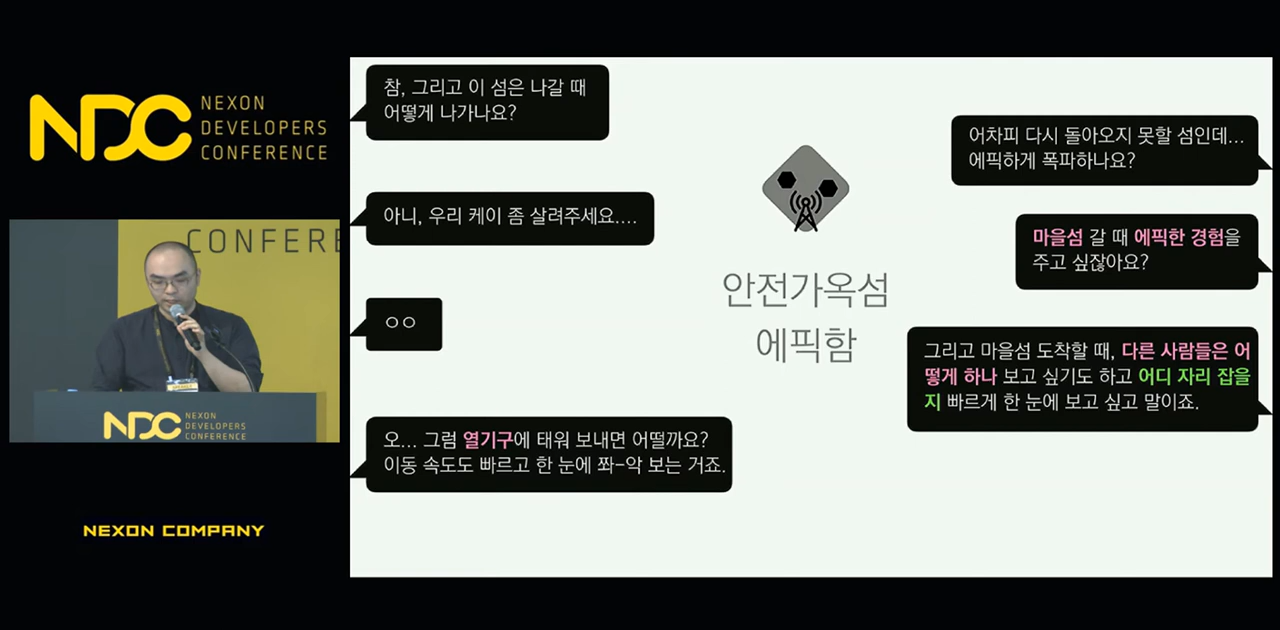 NDC
NEXON
DEVELOPERS
CONFERENCE
CONFERE
NDC
NEXON
DEVELOPERS
CONFERENCE
NEXON COMPANY
참, 그리고 이 섬은 나갈 때
어떻게 나가나요?
어차피 다시 돌아오지 못할 섬인데...
에픽하게 폭파하나요?
아니, 우리 케이 좀 살려주세요....
마을섬 갈 때 에픽한 경험을
주고 싶잖아요?
안전가옥섬
에픽함
ㅇㅇ
그리고 마을섬 도착할 때, 다른 사람들은 어
떻게 하나 보고 싶기도 하고 어디 자리 잡을
지 빠르게 한 눈에 보고 싶고 말이죠.
오... 그럼 열기구에 태워 보내면 어떨까요?
이동 속도도 빠르고 한 눈에 쫘-악 보는 거죠.